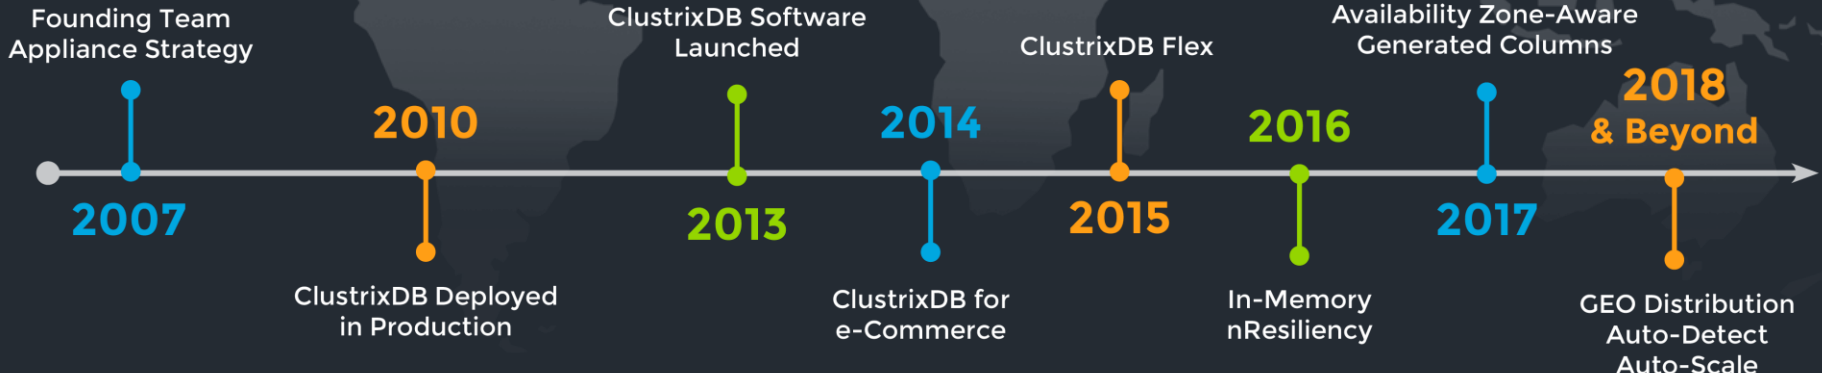 Founding Team
Appliance Strategy
2007
2010
ClustrixDB Deployed
in Production
ClustrixDB Software
Launched
2013
2014
ClustrixDB for
e-Commerce
ClustrixDB Flex
2015
2016
In-Memory
nResiliency
Availability Zone-Aware
Generated Columns
2017
2018
& Beyond
GEO Distribution
Auto-Detect
Auto-Scale